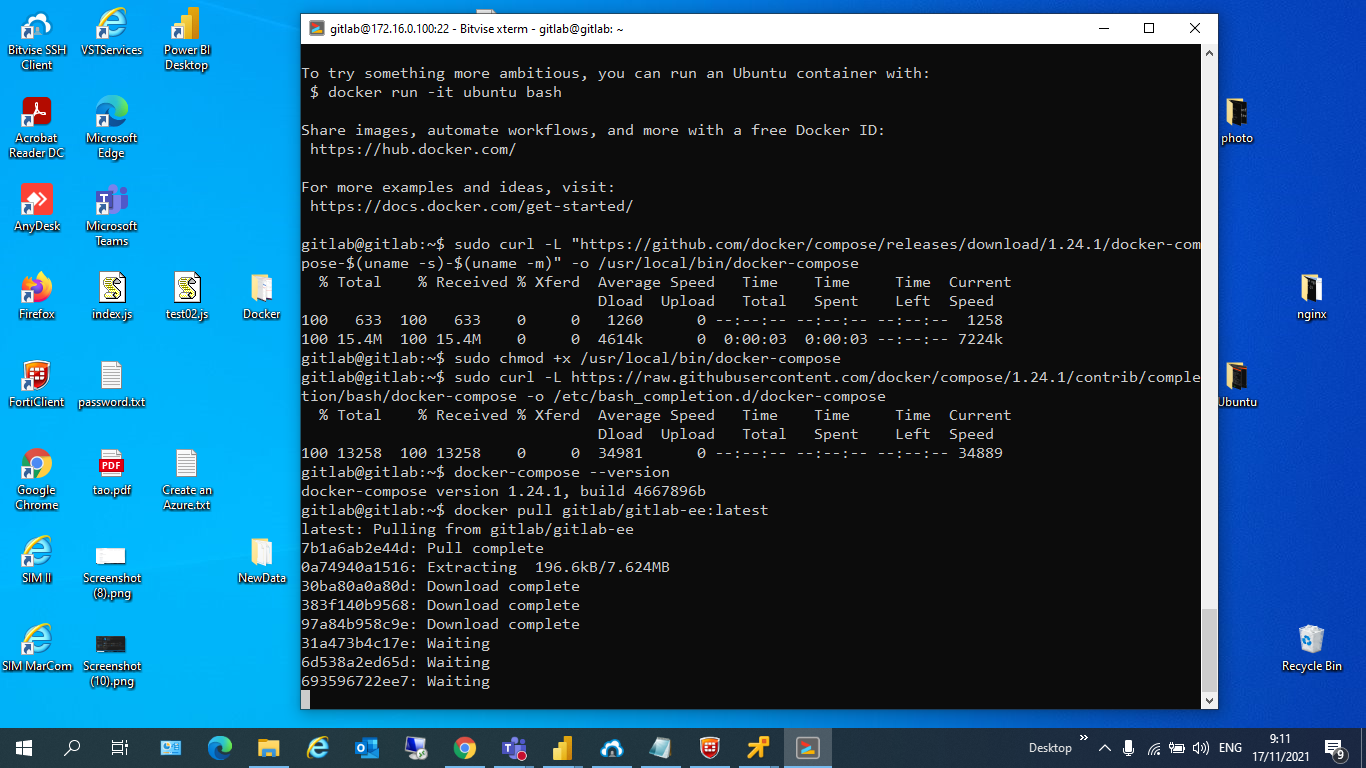 gitlab@172.16.0.100:22 - Bitvise xterm - gitlab@gitlab: ~
To try something more ambitious, you can run an Ubuntu container with:
$ docker run -it ubuntu bash
Share images, automate workflows, and more with a free Docker ID:
https://hub.docker.com/
For more examples and ideas, visit:
https://docs.docker.com/get-started/
gitlab@gitlab:~$ sudo curl -L "https://github.com/docker/compose/releases/download/1.24.1/docker-com
pose-$(uname -s)-$(uname -m)" -o /usr/local/bin/docker-compose
% Total    % Received % Xferd  Average Speed   Time    Time     Time  Current
Dload  Upload   Total   Spent    Left  Speed
100   633  100   633    0     0   1260      0 --:--:-- --:--:-- --:--:--  1258
100 15.4M  100 15.4M    0     0  4614k      0  0:00:03  0:00:03 --:--:-- 7224k
gitlab@gitlab:~$ sudo chmod +x /usr/local/bin/docker-compose
gitlab@gitlab:~$ sudo curl -L https://raw.githubusercontent.com/docker/compose/1.24.1/contrib/comple
tion/bash/docker-compose -o /etc/bash_completion.d/docker-compose
% Total    % Received % Xferd  Average Speed   Time    Time     Time  Current
Dload  Upload   Total   Spent    Left  Speed
100 13258  100 13258    0     0  34981      0 --:--:-- --:--:-- --:--:-- 34889
gitlab@gitlab:~$ docker-compose --version
docker-compose version 1.24.1, build 4667896b
gitlab@gitlab:~$ docker pull gitlab/gitlab-ee:latest
latest: Pulling from gitlab/gitlab-ee
7b1a6ab2e44d: Pull complete
0a74940a1516: Extracting  196.6kB/7.624MB
30ba80a0a80d: Download complete
383f140b9568: Download complete
97a84b958c9e: Download complete
31a473b4c17e: Waiting
6d538a2ed65d: Waiting
693596722ee7: Waiting
Bitvise SSH
Client
VSTServices
Power BI
Desktop
Acrobat
Reader DC
Microsoft
Edge
AnyDesk
Microsoft
Teams
Firefox
index.js
test02.js
Docker
FortiClient
password.txt
Google
Chrome
PDF
tao.pdf
Create an
Azure.txt
SIM II
Screenshot
(8).png
NewData
SIM MarCom
Screenshot
(10).png
photo
nginx
Ubuntu
Recycle Bin
Desktop
ENG
9:11
17/11/2021
9